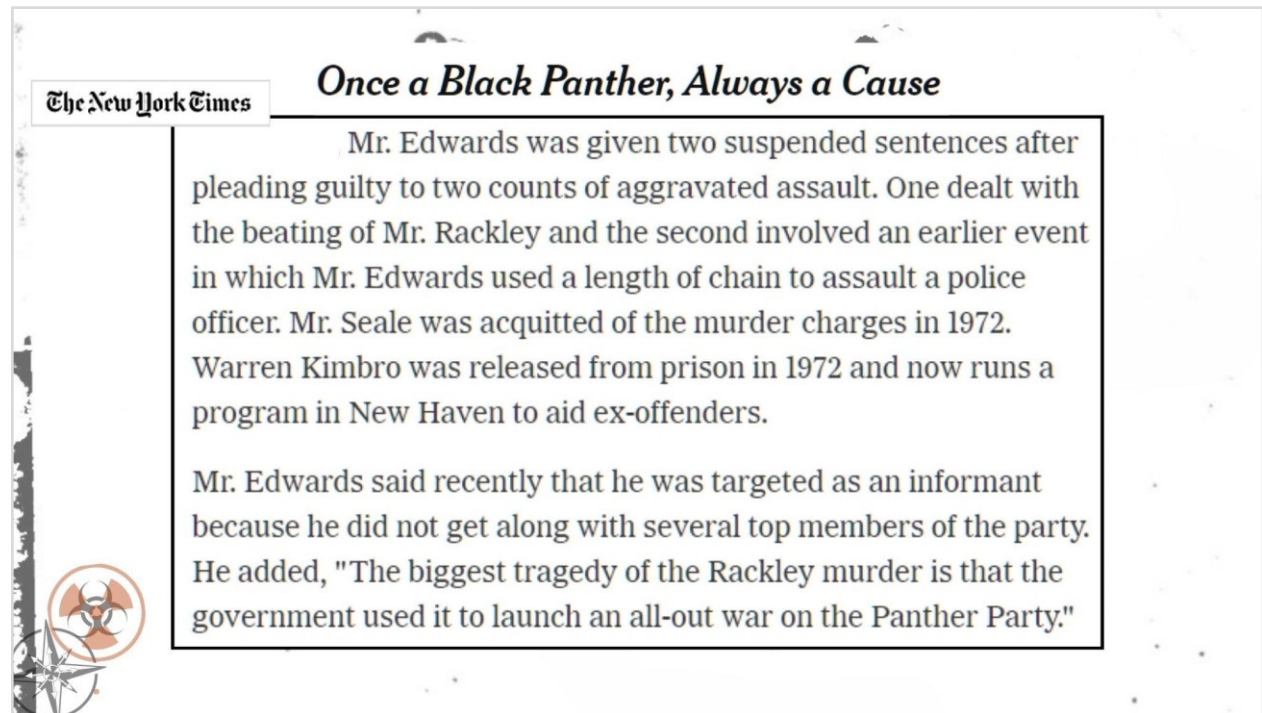 Once a Black Panther, Always a Cause
The New York Times
Mr. Edwards was given two suspended sentences after
pleading guilty to two counts of aggravated assault. One dealt with
the beating of Mr. Rackley and the second involved an earlier event
in which Mr. Edwards used a length of chain to assault a police
officer. Mr. Seale was acquitted of the murder charges in 1972.
Warren Kimbro was released from prison in 1972 and now runs a
program in New Haven to aid ex-offenders.
Mr. Edwards said recently that he was targeted as an informant
because he did not get along with several top members of the party.
He added, "The biggest tragedy of the Rackley murder is that the
government used it to launch an all-out war on the Panther Party."